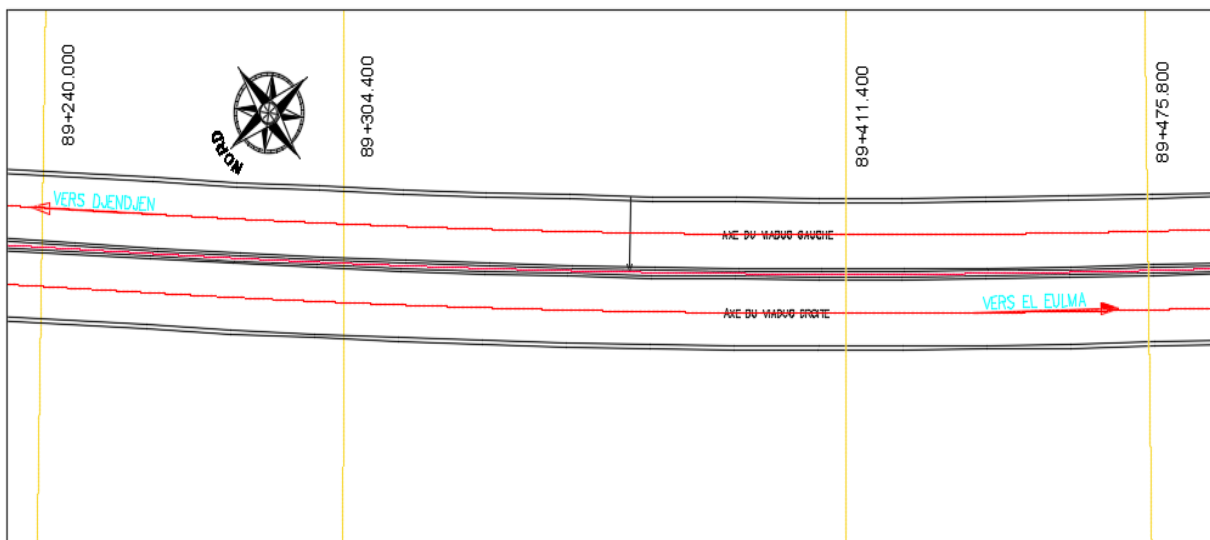 89+240.000
89+304.400
89+411.400
89+475.800
NORD
VERS DJENDJEN
AXE DU VIADUC GAUCHE
VERS EL EULMA
AXE DU VIADUC DROITE